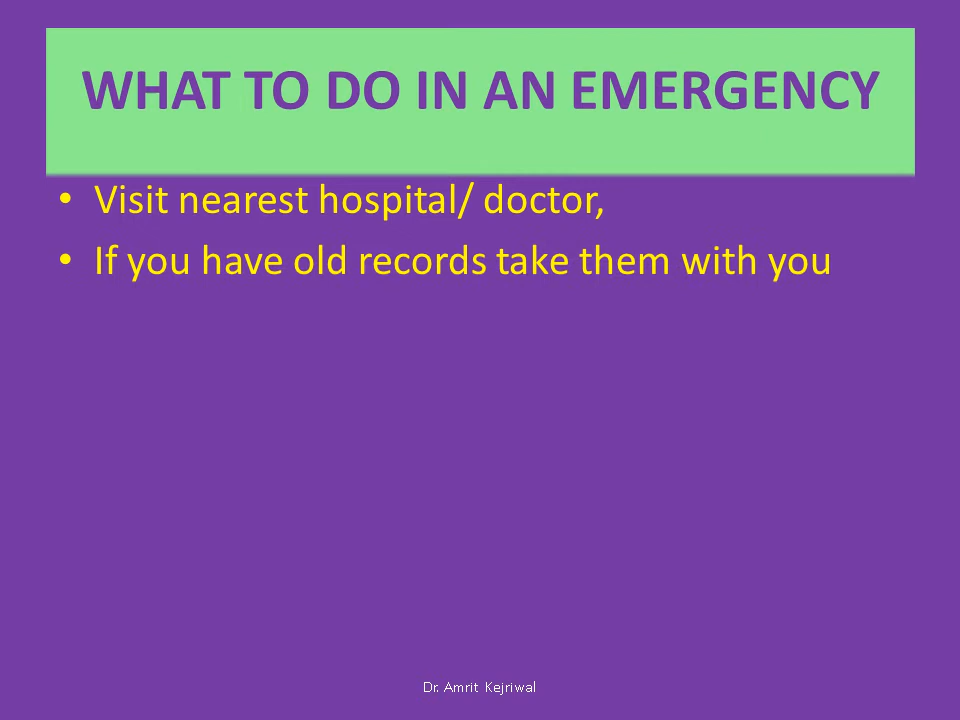 WHAT TO DO IN AN EMERGENCY
• Visit nearest hospital/ doctor,
• If you have old records take them with you
Dr. Amrit Kejriwal